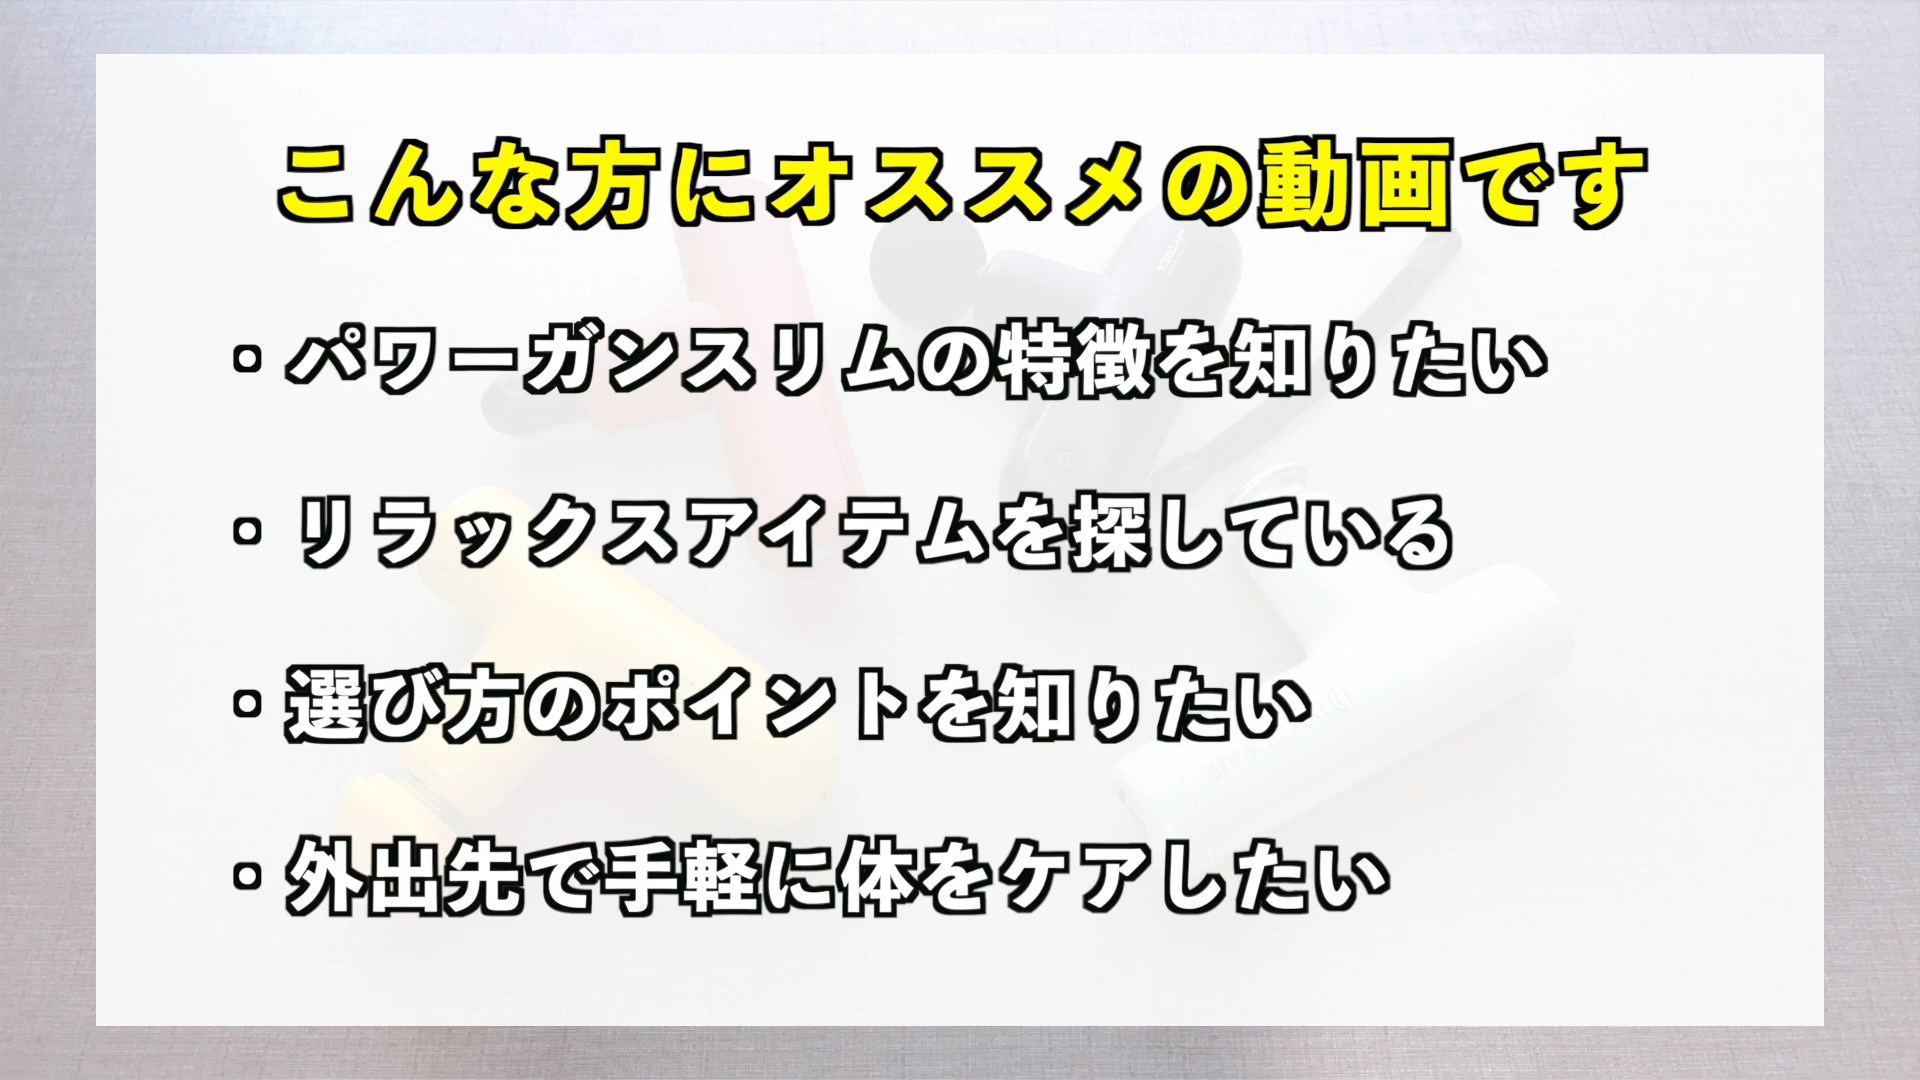 こんな方にオススメの動画です
・パワーガンスリムの特徴を知りたい
・リラックスアイテムを探している
・選び方のポイントを知りたい
・外出先で手軽に体をケアしたい